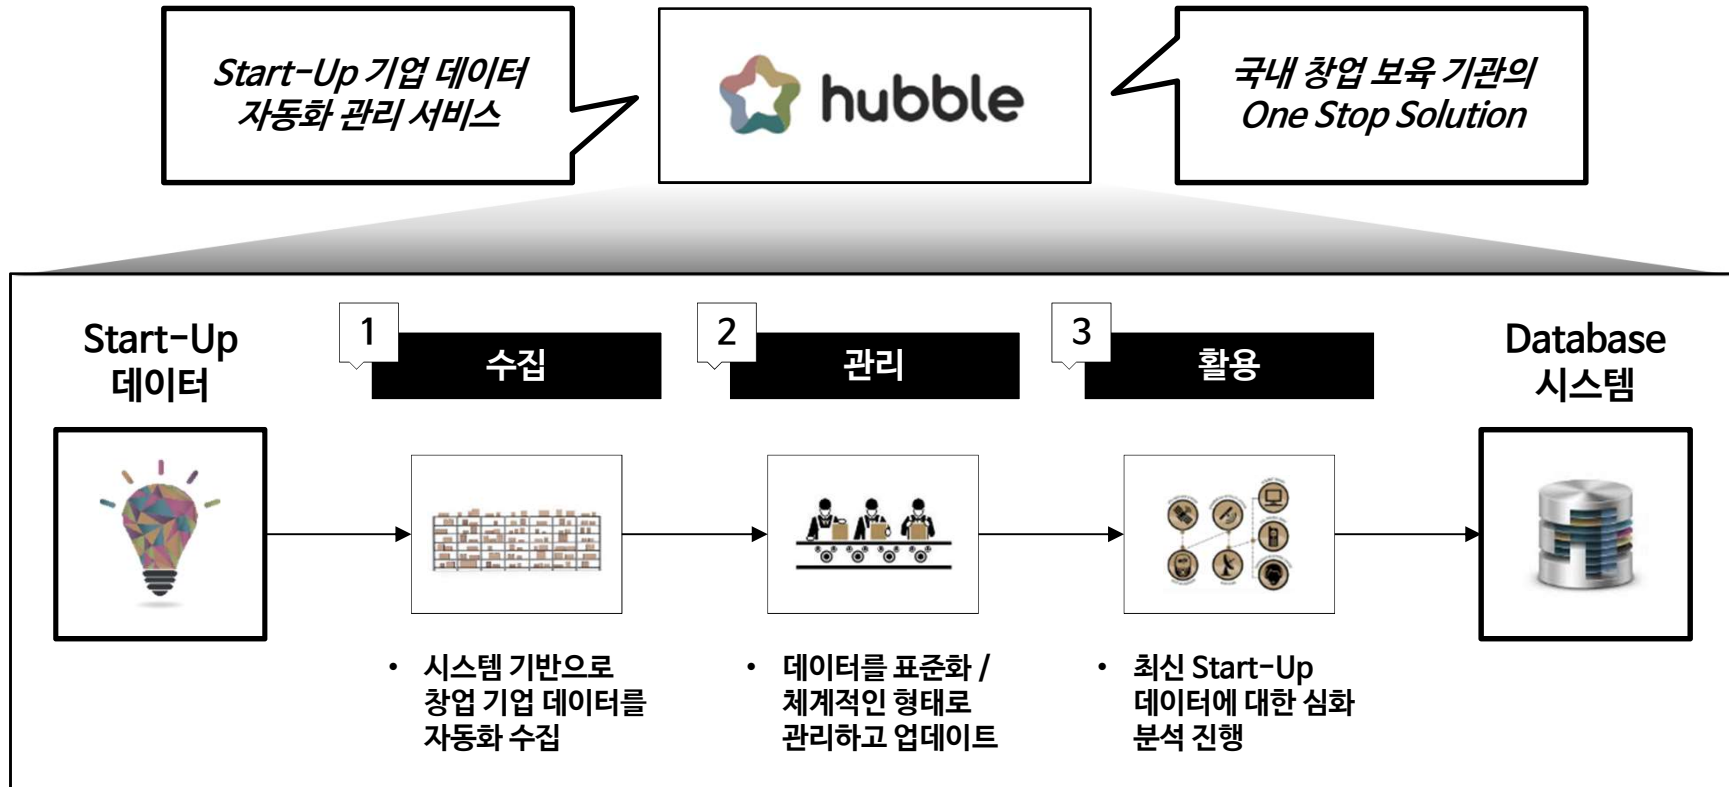 Start-Up 기업 데이터
자동화 관리 서비스
hubble
국내 창업 보육 기관의
One Stop Solution
Start-Up
데이터
1
수집
2
관리
3
활용
Database
시스템
• 시스템 기반으로
창업 기업 데이터를
자동화 수집
• 데이터를 표준화 /
체계적인 형태로
관리하고 업데이트
• 최신 Start-Up
데이터에 대한 심화
분석 진행